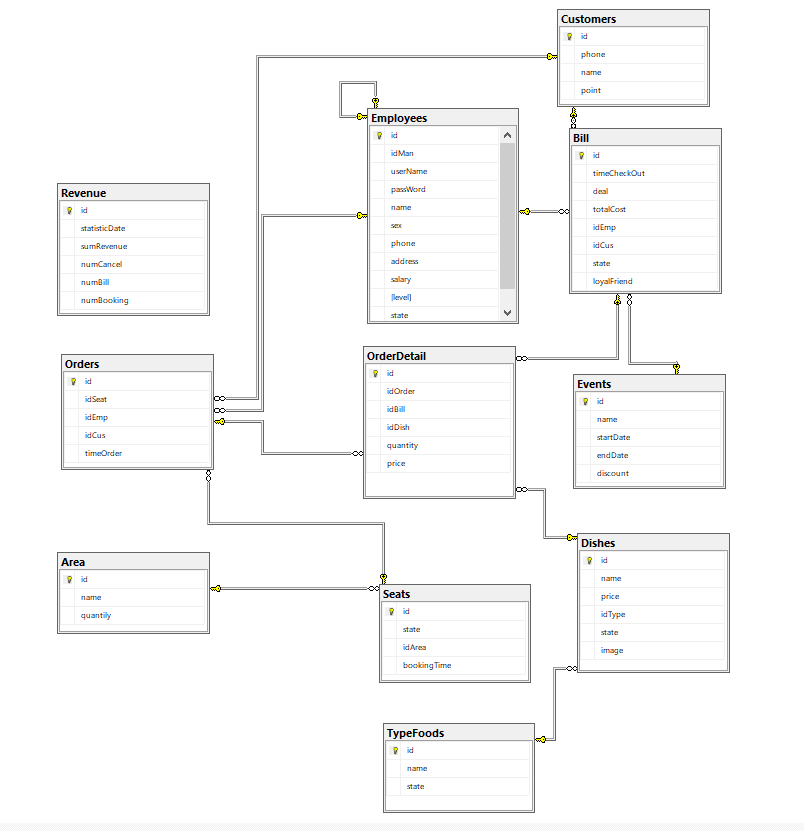 Customers
id
phone
name
point
Employees
id
idMan
userName
passWord
name
sex
phone
address
salary
[level]
state
Bill
id
timeCheckOut
deal
totalCost
idEmp
idCus
state
loyalFriend
Revenue
id
statisticDate
sumRevenue
numCancel
numBill
numBooking
Orders
id
idSeat
idEmp
idCus
timeOrder
OrderDetail
id
idOrder
idBill
idDish
quantity
price
Events
id
name
startDate
endDate
discount
Area
id
name
quantily
Seats
id
state
idArea
bookingTime
Dishes
id
name
price
idType
state
image
TypeFoods
id
name
state